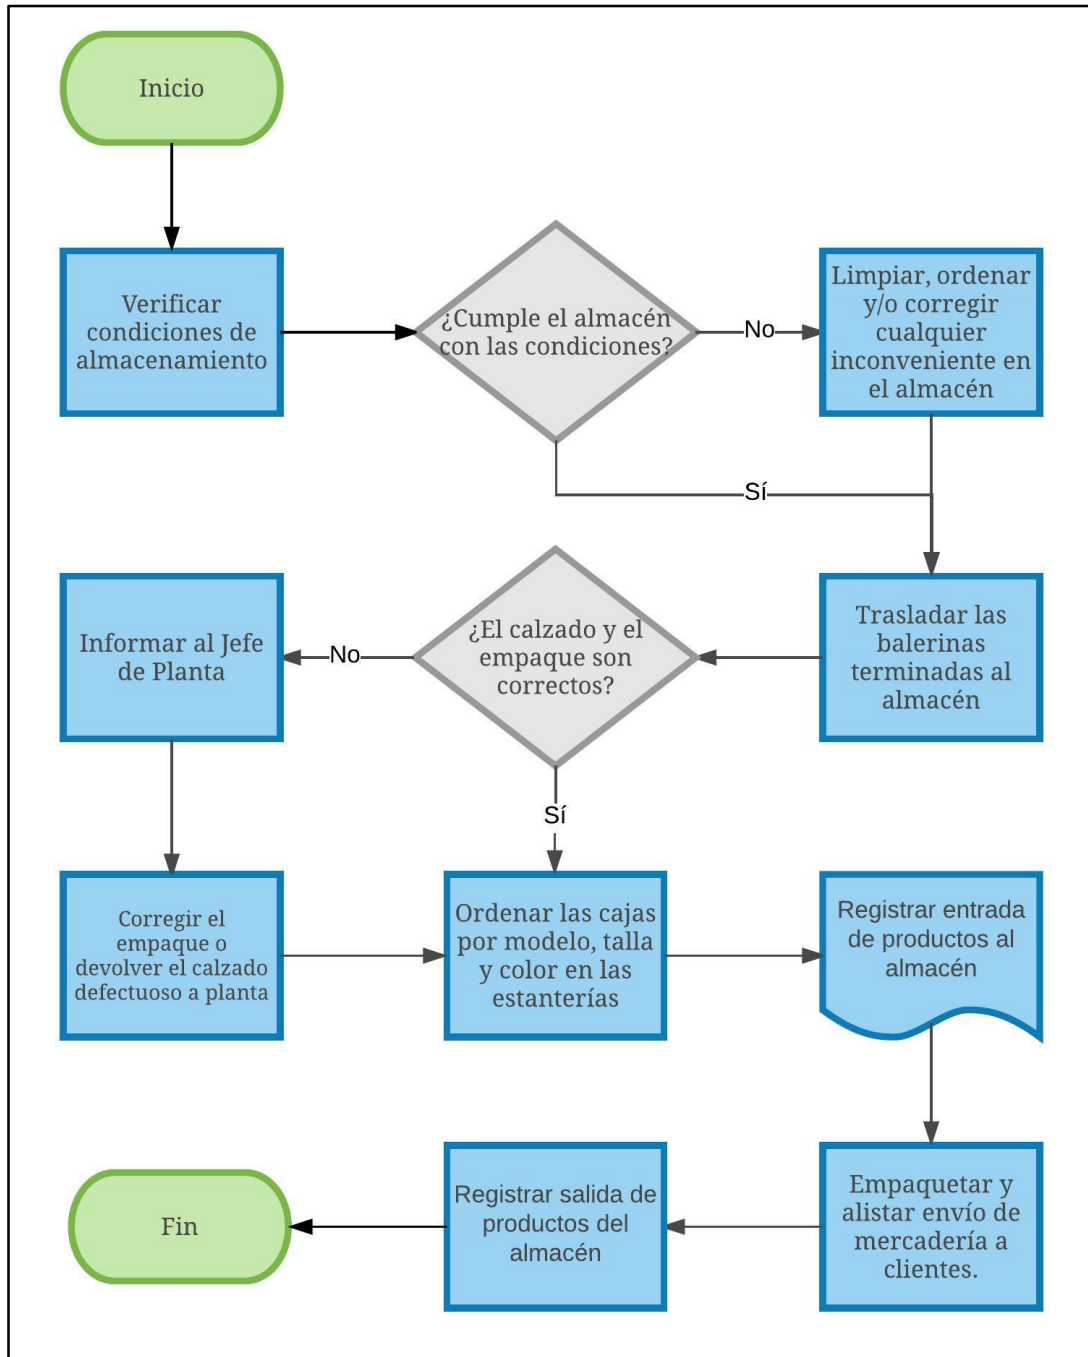 Inicio
Verificar
condiciones de
almacenamiento
¿Cumple el almacén
con las condiciones?
No
Limpiar, ordenar
y/o corregir
cualquier
inconveniente en
el almacén
Sí
Trasladar las
balerinas
terminadas al
almacén
¿El calzado y el
empaque son
correctos?
No
Informar al Jefe
de Planta
Sí
Corregir el
empaque o
devolver el calzado
defectuoso a planta
Ordenar las cajas
por modelo, talla
y color en las
estanterías
Registrar entrada
de productos al
almacén
Empaquetar y
alistar envío de
mercadería a
clientes.
Registrar salida de
productos del
almacén
Fin